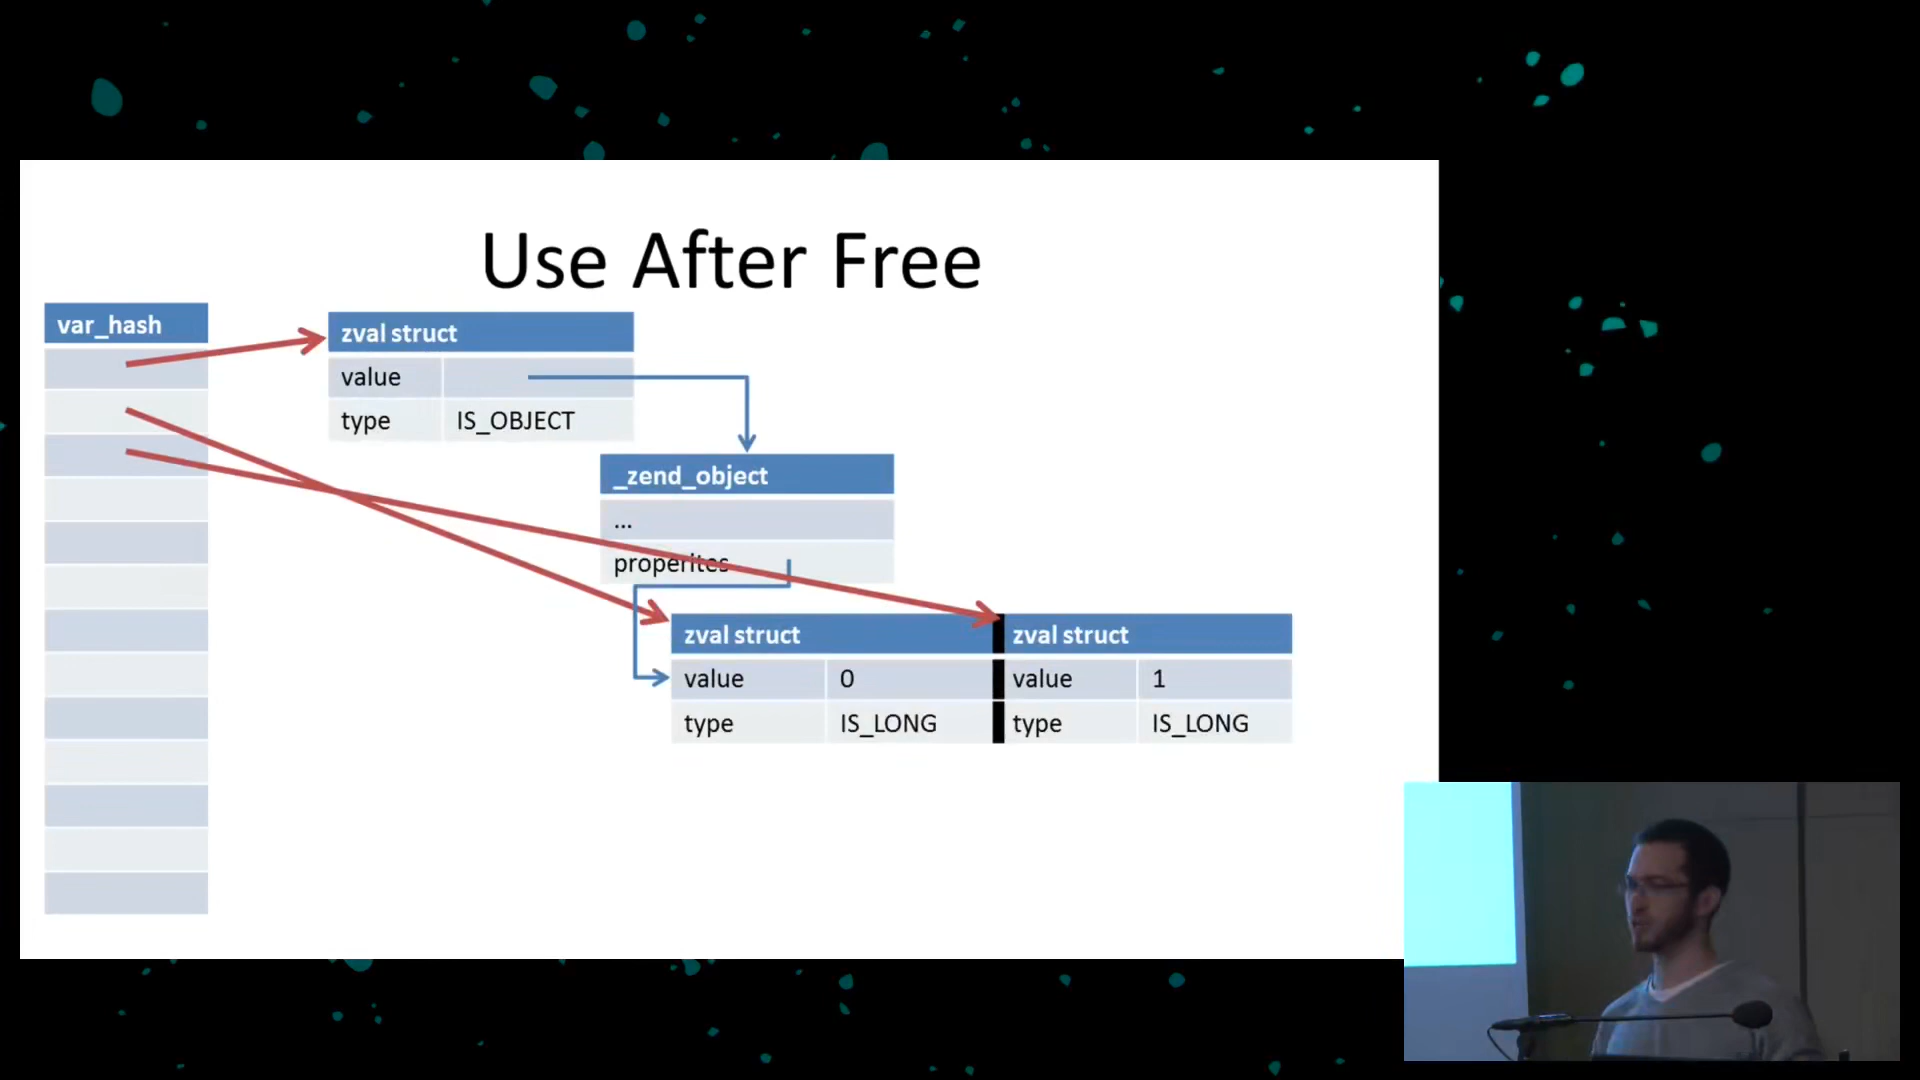 Use After Free
var_hash
zval struct
value
type IS_OBJECT
_zend_object
...
properites
zval struct zval struct
value 0 value 1
type IS_LONG type IS_LONG